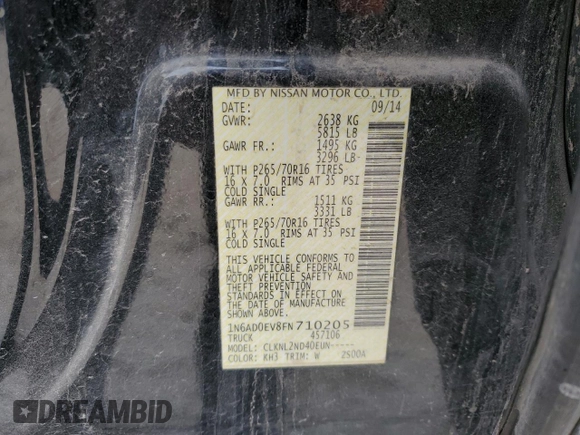 MFD BY NISSAN MOTOR CO., LTD.
DATE: 09/14
GVWR: 2638 KG
5815 LB
GAWR FR.: 1495 KG
3296 LB
WITH P265/70R16 TIRES
16 X 7.0 RIMS AT 35 PSI
COLD SINGLE
GAWR RR.: 1511 KG
3331 LB
WITH P265/70R16 TIRES
16 X 7.0 RIMS AT 35 PSI
COLD SINGLE
THIS VEHICLE CONFORMS TO
ALL APPLICABLE FEDERAL
MOTOR VEHICLE SAFETY AND
THEFT PREVENTION
STANDARDS IN EFFECT ON
THE DATE OF MANUFACTURE
SHOWN ABOVE.
1N6AD0EV8FN710205
TRUCK 457106
MODEL: CLKNL2ND40EUN-----
COLOR: KH3 TRIM: W 2500A
DREAMBID